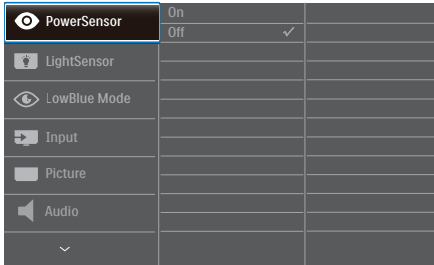 PowerSensor
On
Off
LightSensor
LowBlue Mode
Input
Picture
Audio